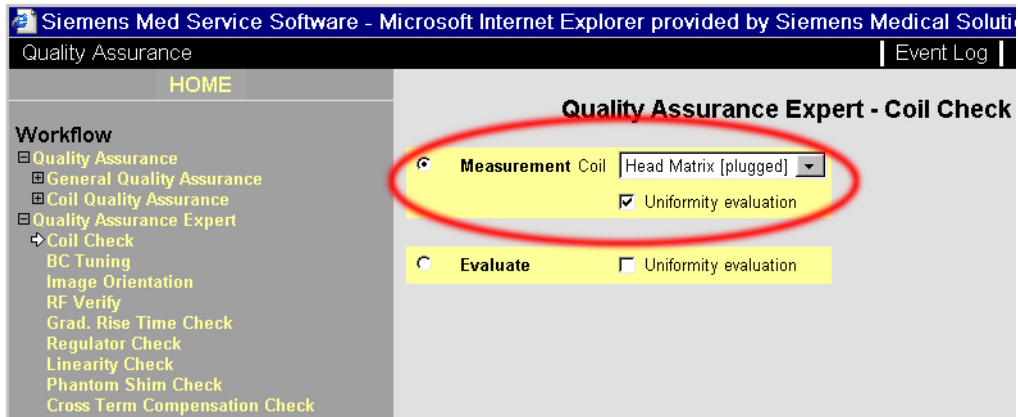 Siemens Med Service Software - Microsoft Internet Explorer provided by Siemens Medical Soluti
Quality Assurance
Event Log
HOME
Workflow
Quality Assurance
General Quality Assurance
Coil Quality Assurance
Quality Assurance Expert
Coil Check
BC Tuning
Image Orientation
RF Verify
Grad. Rise Time Check
Regulator Check
Linearity Check
Phantom Shim Check
Cross Term Compensation Check
Quality Assurance Expert - Coil Check
Measurement Coil Head Matrix [plugged]
Uniformity evaluation
Evaluate Uniformity evaluation